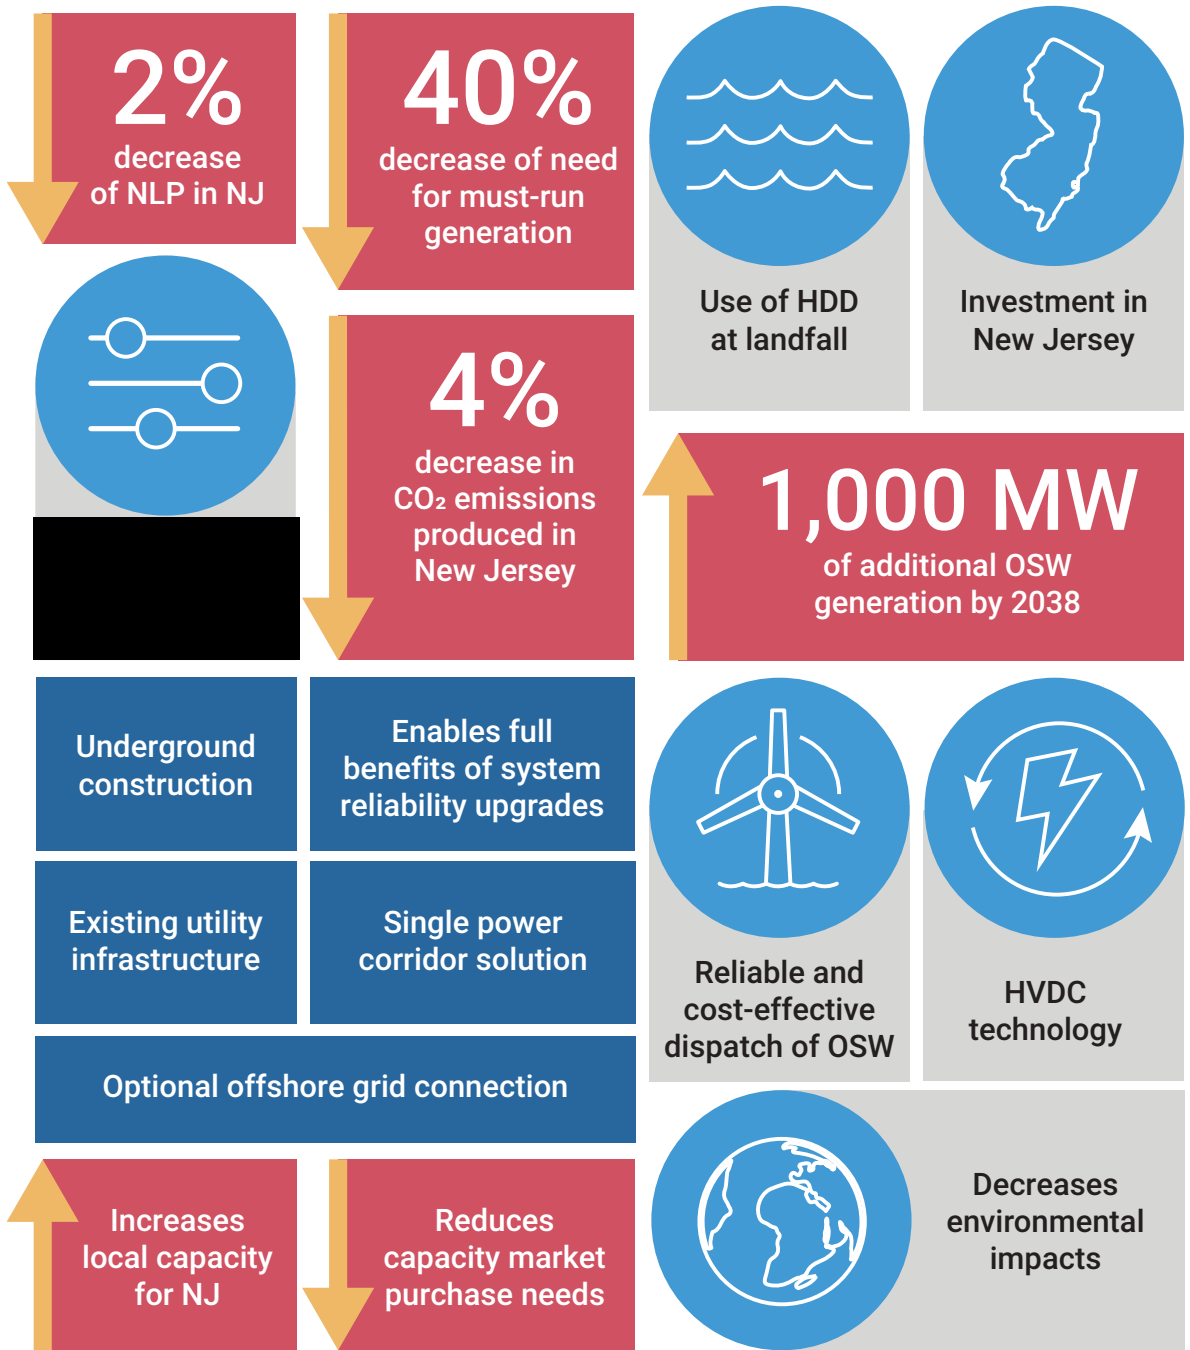 2%
decrease
of NLP in NJ
40%
decrease of need
for must-run
generation
Use of HDD
at landfall
Investment in
New Jersey
4%
decrease in
CO₂ emissions
produced in
New Jersey
1,000 MW
of additional OSW
generation by 2038
Underground
construction
Enables full
benefits of system
reliability upgrades
Existing utility
infrastructure
Single power
corridor solution
Optional offshore grid connection
Reliable and
cost-effective
dispatch of OSW
HVDC
technology
Increases
local capacity
for NJ
Reduces
capacity market
purchase needs
Decreases
environmental
impacts